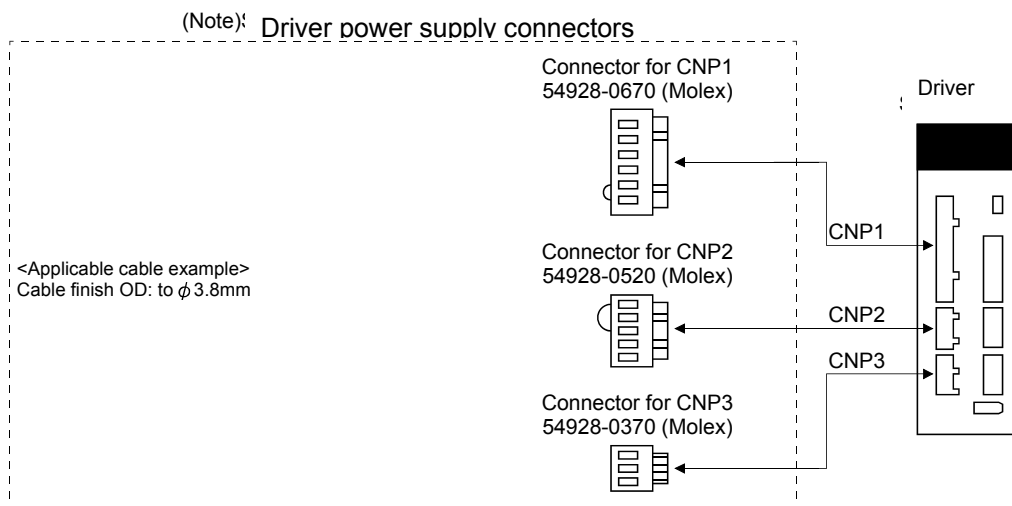 (Note)
Driver power supply connectors
Connector for CNP1
54928-0670 (Molex)
Driver
CNP1
Connector for CNP2
54928-0520 (Molex)
<Applicable cable example>
Cable finish OD: to ϕ 3.8mm
CNP2
CNP3
Connector for CNP3
54928-0370 (Molex)